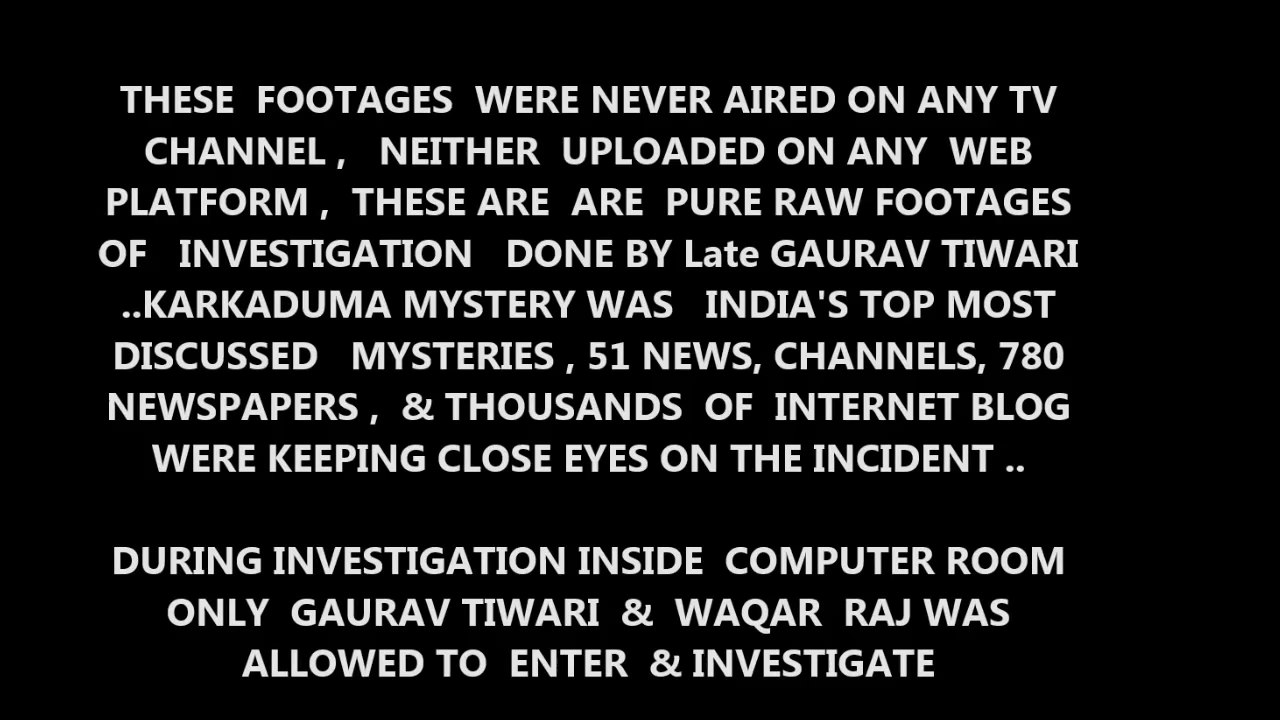 THESE FOOTAGES WERE NEVER AIRED ON ANY TV
CHANNEL , NEITHER UPLOADED ON ANY WEB
PLATFORM , THESE ARE ARE PURE RAW FOOTAGES
OF INVESTIGATION DONE BY Late GAURAV TIWARI
..KARKADUMA MYSTERY WAS INDIA'S TOP MOST
DISCUSSED MYSTERIES , 51 NEWS, CHANNELS, 780
NEWSPAPERS , & THOUSANDS OF INTERNET BLOG
WERE KEEPING CLOSE EYES ON THE INCIDENT ..
DURING INVESTIGATION INSIDE COMPUTER ROOM
ONLY GAURAV TIWARI & WAQAR RAJ WAS
ALLOWED TO ENTER & INVESTIGATE